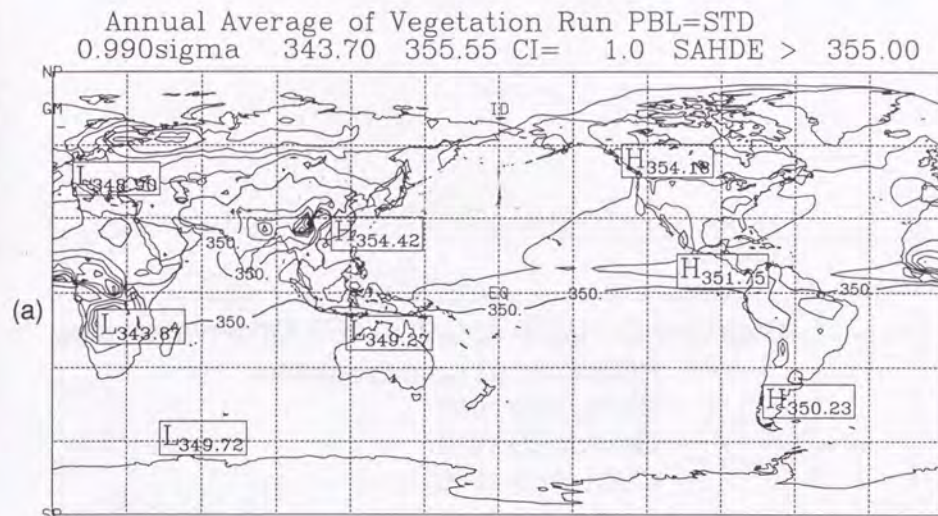 Annual Average of Vegetation Run PBL=STD
0.990sigma 343.70 355.55 CI= 1.0 SAHDE > 355.00
NP
GM ID
H354.18
L348.90
H354.42
350.
350.
H351.75
350.
EQ 350.
350.
(a)
350.
L343.87
L349.27
H350.23
L349.72
SP